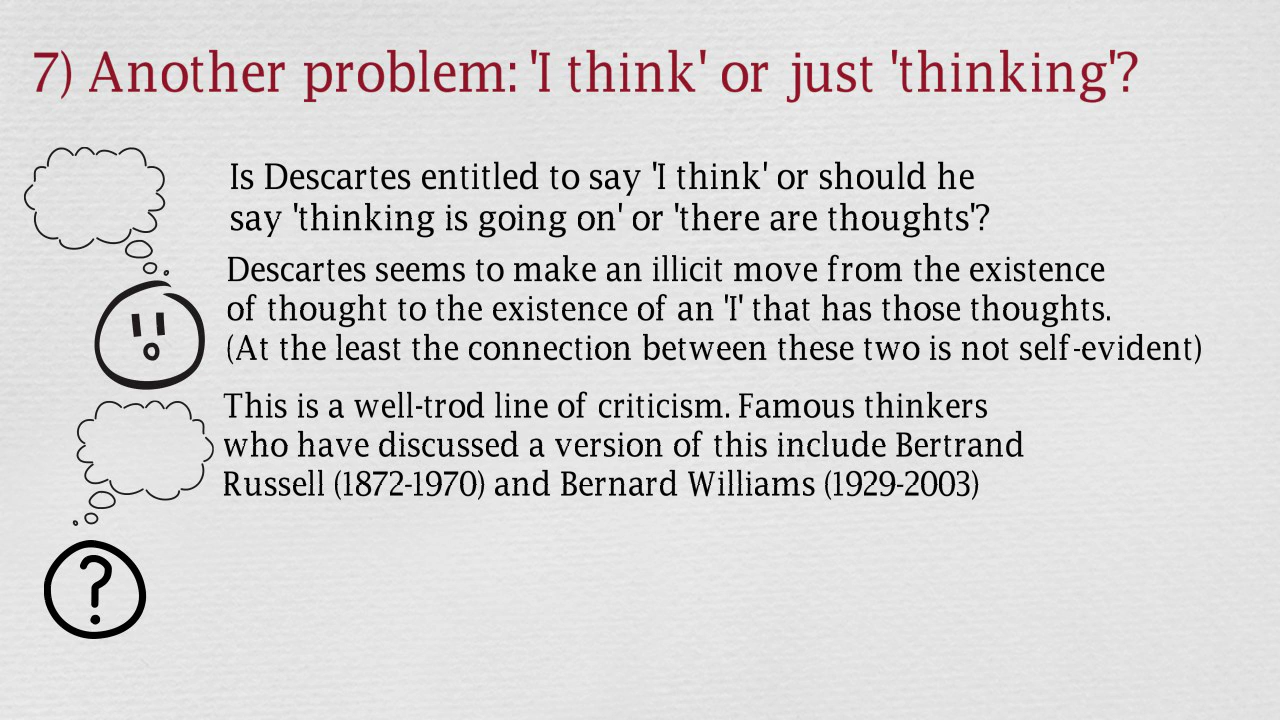 7) Another problem: 'I think' or just 'thinking'?
Is Descartes entitled to say 'I think' or should he
say 'thinking is going on' or 'there are thoughts'?
Descartes seems to make an illicit move from the existence
of thought to the existence of an 'I' that has those thoughts.
(At the least the connection between these two is not self-evident)
This is a well-trod line of criticism. Famous thinkers
who have discussed a version of this include Bertrand
Russell (1872-1970) and Bernard Williams (1929-2003)
?